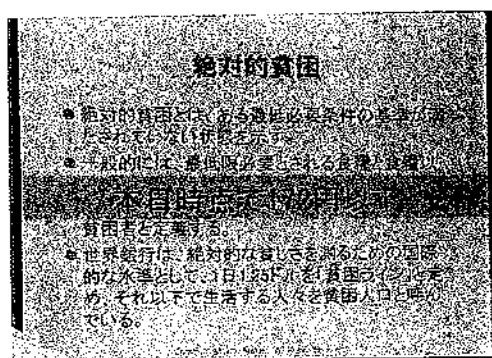 絶対的貧困
● 絶対的貧困とは、ある最低必要条件の基準が満
たされていない状態を示す。
● 一般的には、最低限必要とされる食糧と食糧以
貧困者と定義する。
● 世界銀行は、絶対的な貧しさを測るための国際
的な水準として、1日1.25ドルを「貧困ライン」と定
め、それ以下で生活する人々を貧困人口と呼ん
でいる。